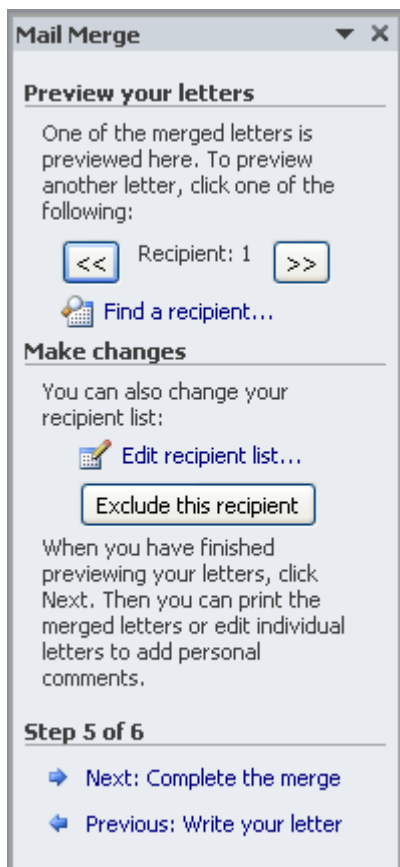 Mail Merge
Preview your letters
One of the merged letters is
previewed here. To preview
another letter, click one of the
following:
<< Recipient: 1 >>
Find a recipient...
Make changes
You can also change your
recipient list:
Edit recipient list...
Exclude this recipient
When you have finished
previewing your letters, click
Next. Then you can print the
merged letters or edit individual
letters to add personal
comments.
Step 5 of 6
Next: Complete the merge
Previous: Write your letter